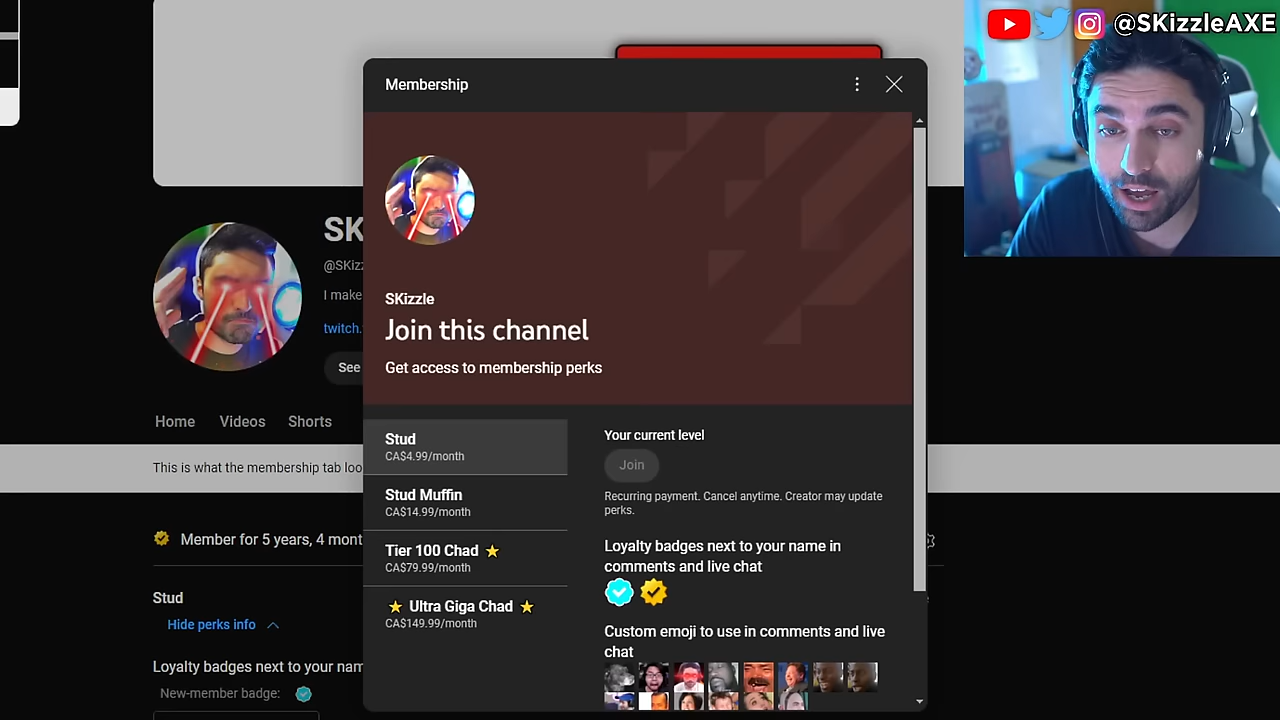 @SKizzleAXE
Membership
SK
@SKizz
I make
twitch.
See
Home Videos Shorts
This is what the membership tab loo
Member for 5 years, 4 mont
Stud
Hide perks info
Loyalty badges next to your nam
New-member badge:
SKizzle
Join this channel
Get access to membership perks
Stud
CA$4.99/month
Stud Muffin
CA$14.99/month
Tier 100 Chad
CA$79.99/month
Ultra Giga Chad
CA$149.99/month
Your current level
Join
Recurring payment. Cancel anytime. Creator may update
perks.
Loyalty badges next to your name in
comments and live chat
Custom emoji to use in comments and live
chat